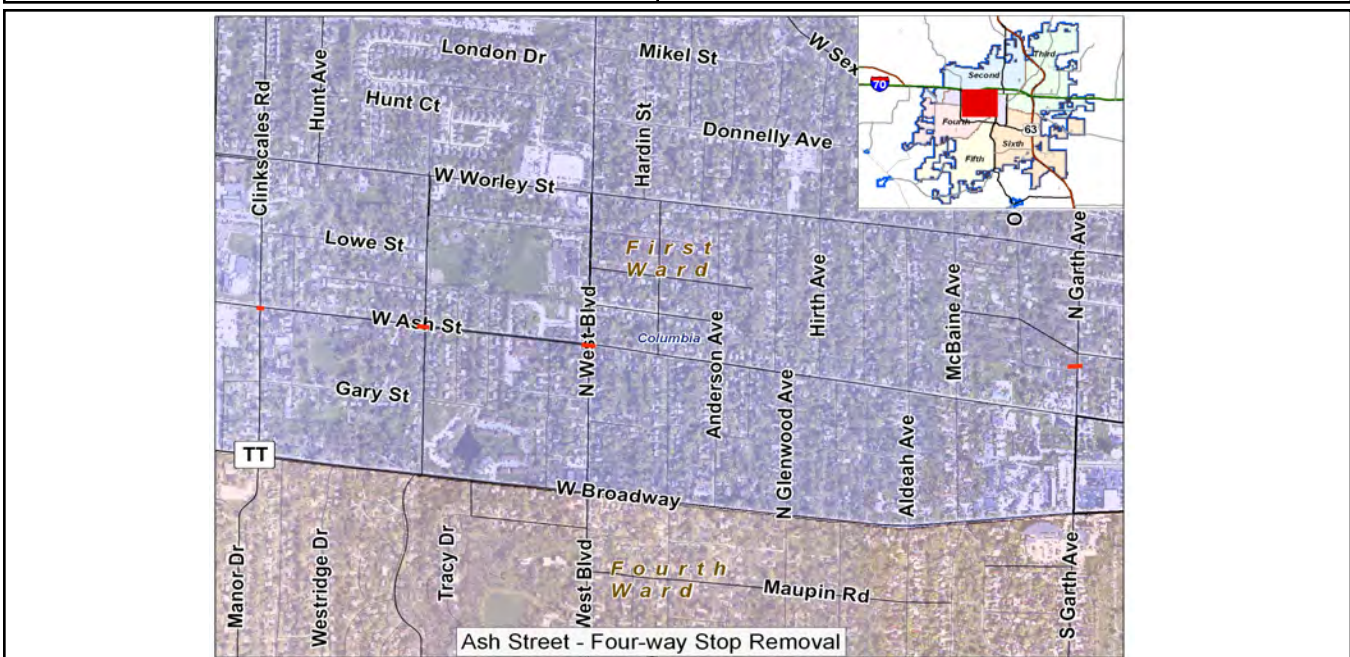 London Dr
Mikel St
W Sex
Hunt Ave
Clinkscales Rd
Hunt Ct
Hardin St
Donnelly Ave
W Worley St
Lowe St
First
Ward
Hirth Ave
McBaine Ave
N Garth Ave
O
W Ash St
N West Blvd
Columbia
Anderson Ave
Gary St
N Glenwood Ave
Aldeah Ave
TT
W Broadway
Manor Dr
Westridge Dr
Tracy Dr
West Blvd
Fourth
Ward
Maupin Rd
S Garth Ave
Ash Street - Four-way Stop Removal
70
Second
Third
Fourth
63
Sixth
Fifth